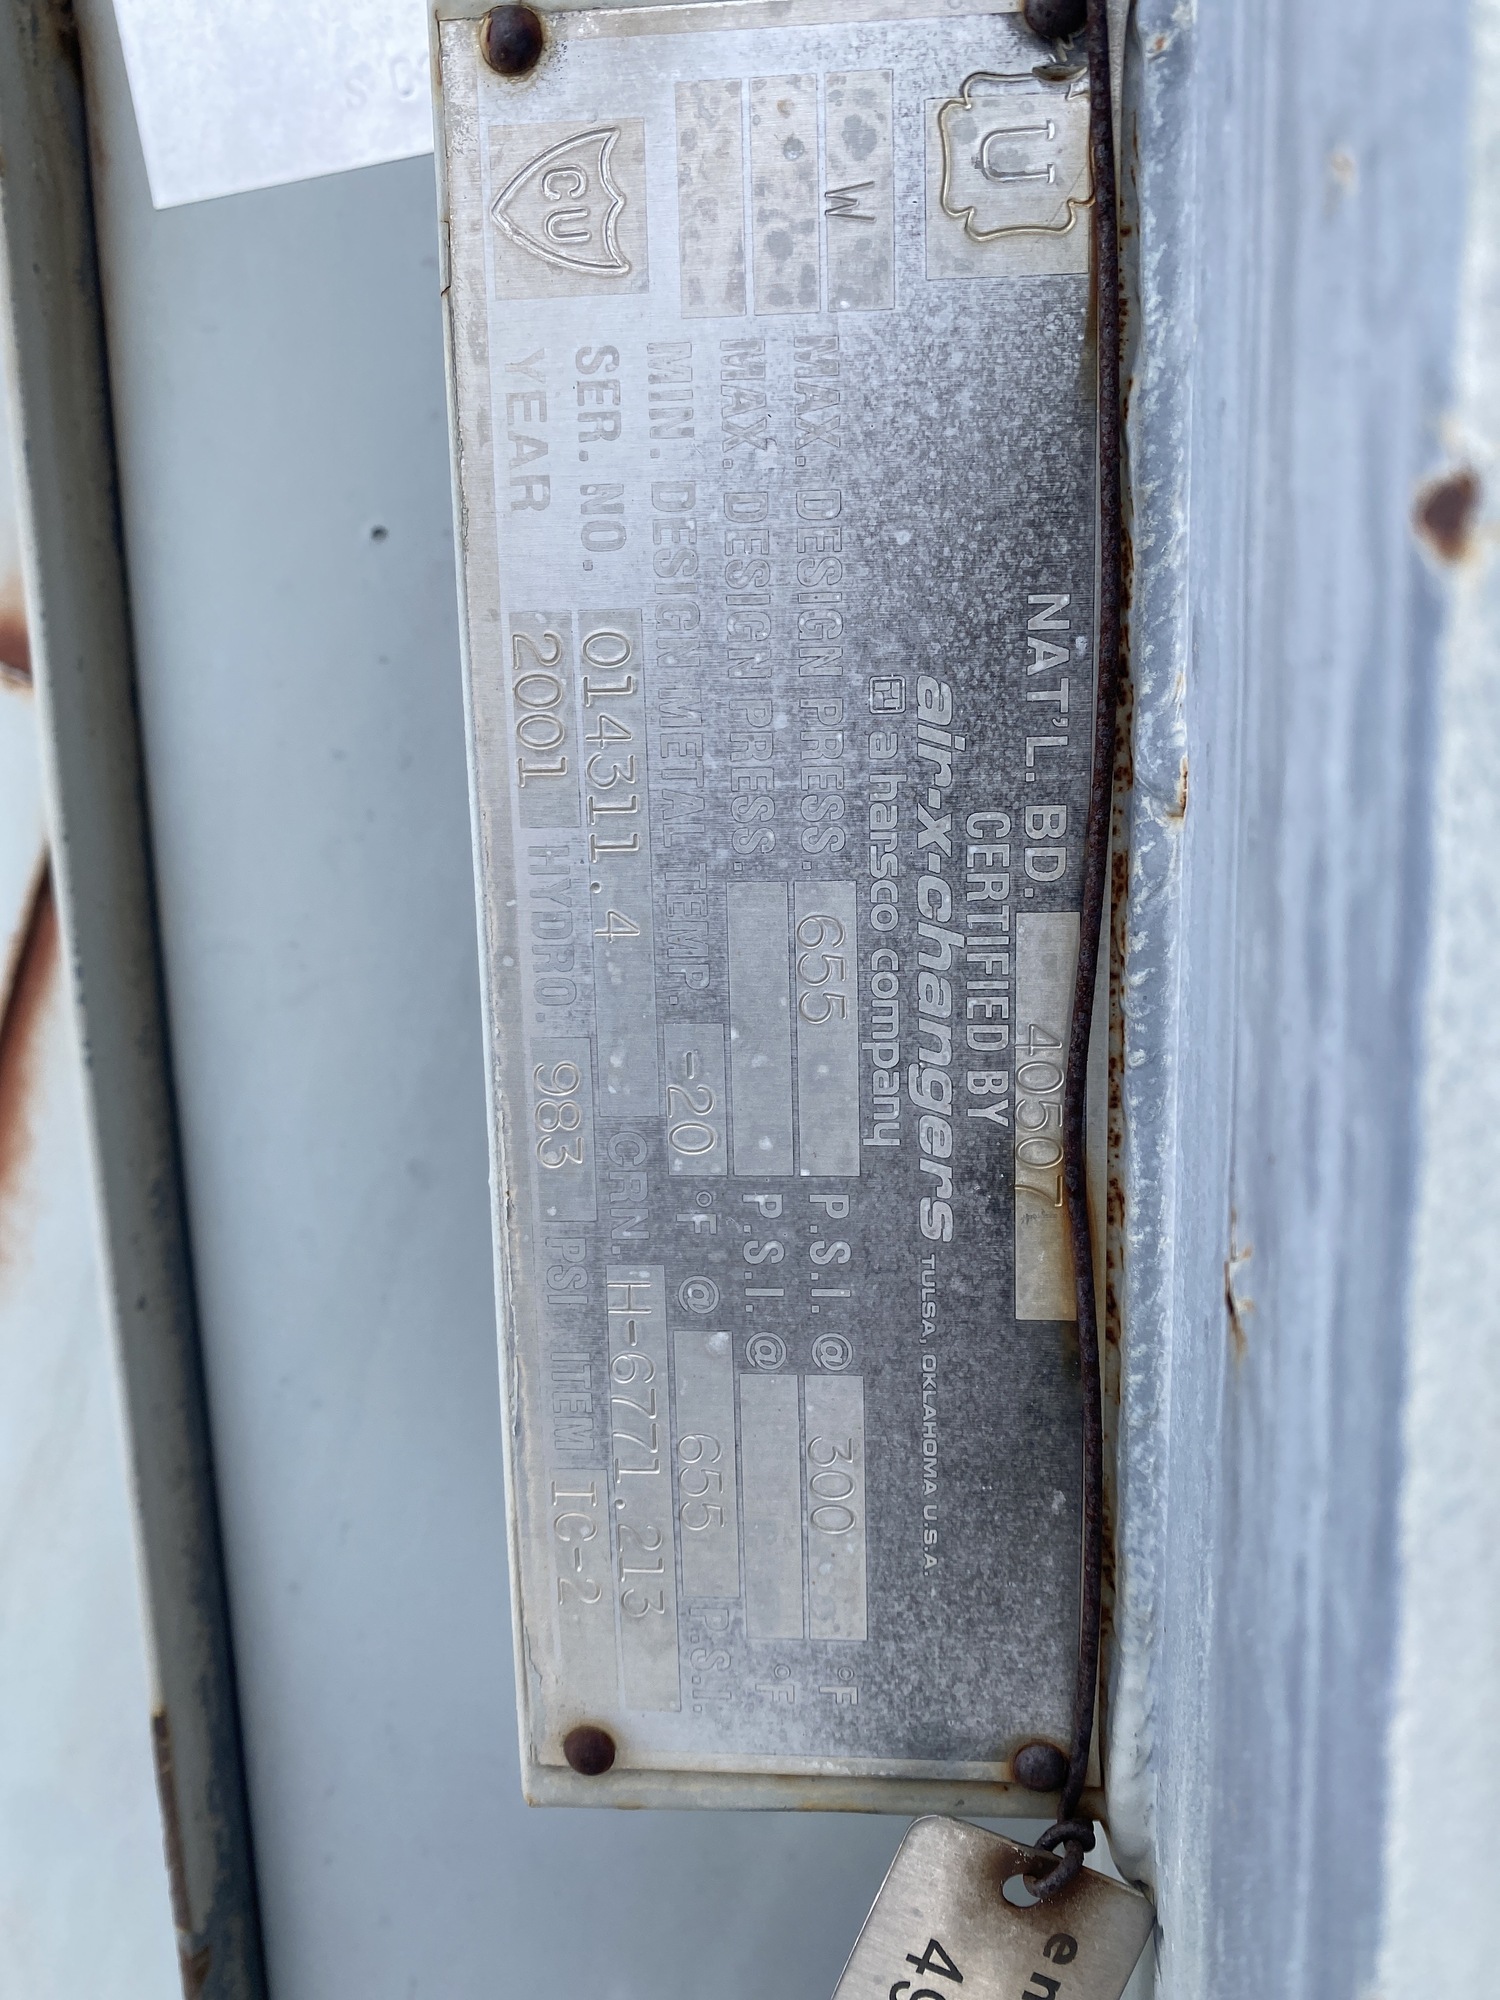 U
NAT'L. BD. 40507
CERTIFIED BY
air-x-changers TULSA, OKLAHOMA U.S.A.
a harsco company
W
MAX. DESIGN PRESS. 655 P.S.I. @ 300 °F
MAX. DESIGN PRESS. P.S.I. @ °F
MIN. DESIGN METAL TEMP. -20 °F @ 655 P.S.I.
CU
SER. NO. 014311.4 CRN. H-6771.213
YEAR 2001 HYDRO. 983 PSI ITEM IC-2